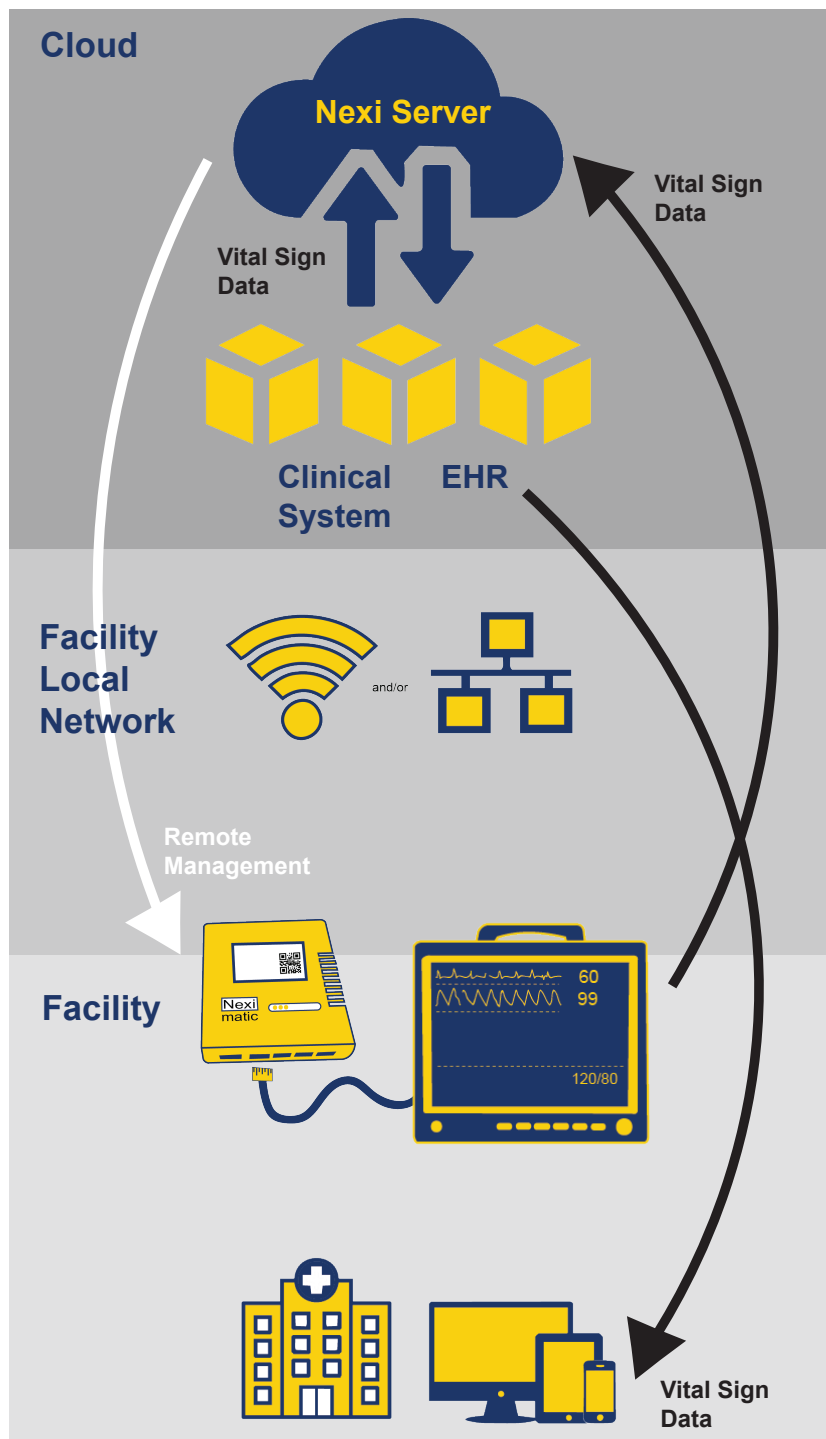 Cloud
Nexi Server
Vital Sign
Data
Vital Sign
Data
Clinical
System
EHR
Facility
Local
Network
and/or
Remote
Management
Facility
Nexi
matic
60
99
120/80
Vital Sign
Data